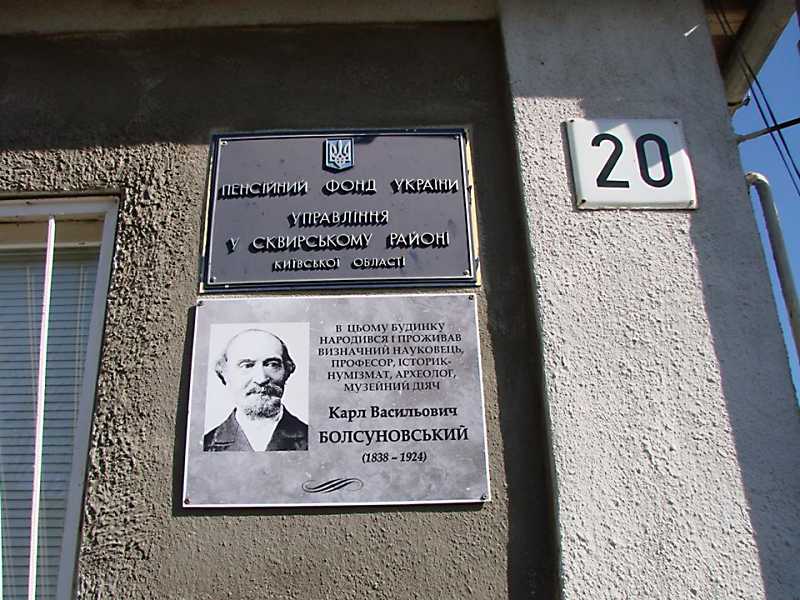 ПЕНСІЙНИЙ ФОНД УКРАЇНИ
УПРАВЛІННЯ
У СКВИРСЬКОМУ РАЙОНІ
КИЇВСЬКОЇ ОБЛАСТІ
20
В ЦЬОМУ БУДИНКУ
НАРОДИВСЯ І ПРОЖИВАВ
ВИЗНАЧНИЙ НАУКОВЕЦЬ,
ПРОФЕСОР, ІСТОРИК-
НУМІЗМАТ, АРХЕОЛОГ,
МУЗЕЙНИЙ ДІЯЧ
Карл Васильович
БОЛСУНОВСЬКИЙ
(1838 – 1924)